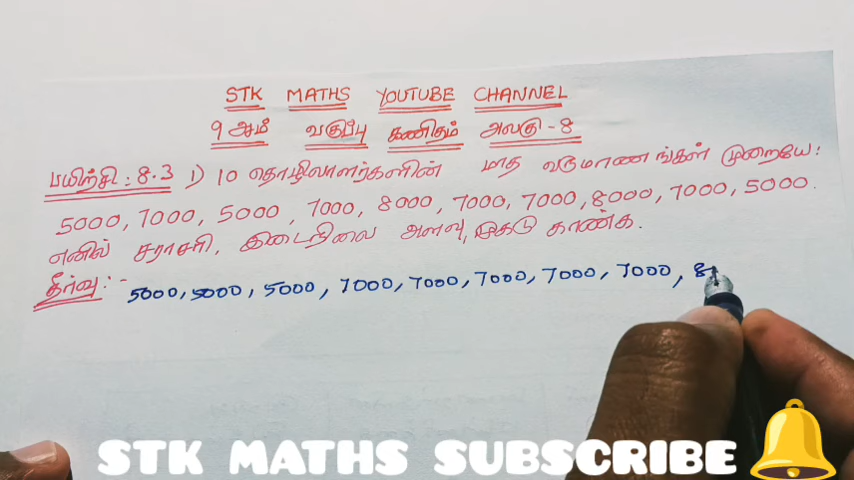 STK MATHS YOUTUBE CHANNEL
9 ஆம் வகுப்பு கணிதம் அலகு - 8
பயிற்சி : 8.3 1) 10 தொழிலாளர்களின் மாத வருமானங்கள் முறையே :
5000, 7000, 5000, 7000, 8000, 7000, 7000, 8000, 7000, 5000.
எனில் சராசரி, இடைநிலை அளவு, முகடு காண்க.
தீர்வு : - 5000, 5000, 5000, 7000, 7000, 7000, 7000, 7000, 8
STK MATHS SUBSCRIBE